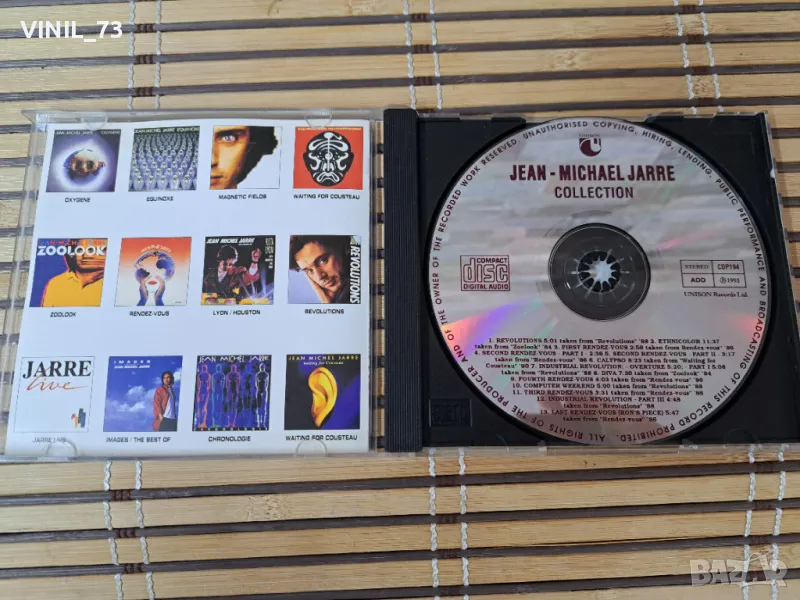 VINIL_73
JEAN MICHEL JARRE
OXYGENE
JEAN MICHEL JARRE EQUINOXE
OXYGENE
EQUINOXE
MAGNETIC FIELDS
WAITING FOR COUSTEAU
ZOOLOOK
JEAN MICHEL JARRE
REVOLUTIONS
ZOOLOOK
RENDEZ-VOUS
LYON / HOUSTON
REVOLUTIONS
JARRE
live
IMAGES
JEAN MICHEL JARRE
JEAN MICHEL JARRE
JEAN MICHEL JARRE
JARRE LIVE
IMAGES / THE BEST OF
CHRONOLOGIE
WAITING FOR COUSTEAU
ALL RIGHTS OF THE PRODUCER AND OF THE OWNER OF THE RECORDED WORK RESERVED. UNAUTHORISED COPYING, HIRING, LENDING, PUBLIC PERFORMANCE AND BROADCASTING OF THIS RECORD PROHIBITED.
JEAN - MICHAEL JARRE
COLLECTION
COMPACT
disc
DIGITAL AUDIO
STEREO CDP194
ADD ℗1993
UNISON Records Ltd.
1. REVOLUTIONS 5:01 taken from "Revolutions" '88 2. ETHNICOLOR 11:37
taken from "Zoolook" '84 3. FIRST RENDEZ-VOUS 2:58 taken from "Rendez-vous" '86
4. SECOND RENDEZ-VOUS - PART I - 2:36 5. SECOND RENDEZ-VOUS - PART II - 3:17
taken from "Rendez-vous" '86 6. CALYPSO 8:23 taken from "Waiting for
Cousteau" '90 7. INDUSTRIAL REVOLUTION - OVERTURE 5:20; PART I 5:08
taken from "Revolutions" '88 8. DIVA 7:30 taken from "Zoolook" '84
9. FOURTH RENDEZ-VOUS 4:03 taken from "Rendez-vous" '86
10. COMPUTER WEEKEND 5:00 taken from "Revolutions" '88
11. THIRD RENDEZ-VOUS 3:31 taken from "Rendez-vous" '86
12. INDUSTRIAL REVOLUTION - PART III 4:48
taken from "Revolutions" '88
13. LAST RENDEZ-VOUS (RON'S PIECE) 5:47
taken from "Rendez-vous" '86
BAZAR